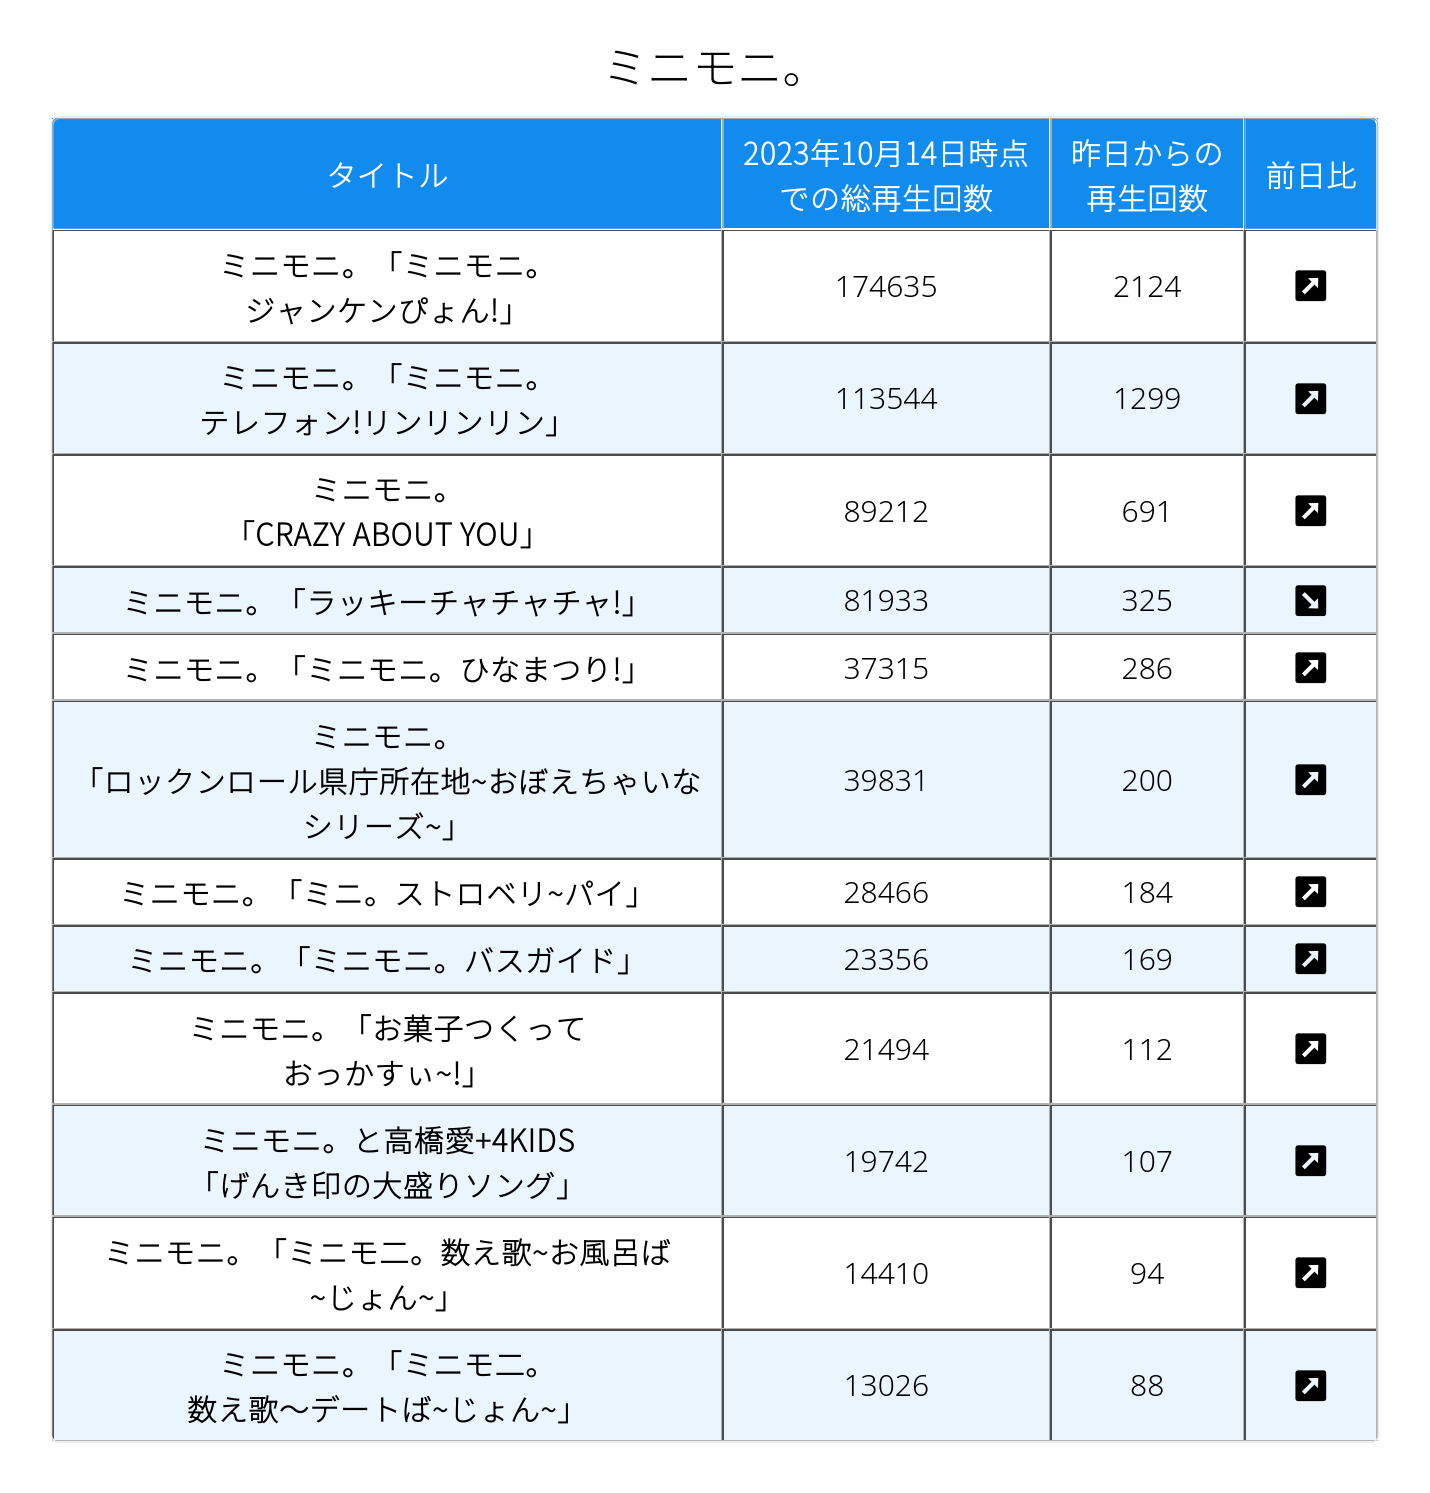 ミニモニ。
タイトル
2023年10月14日時点
での総再生回数
昨日からの
再生回数
前日比
ミニモニ。「ミニモニ。
ジャンケンぴょん!」
174635
2124
ミニモニ。「ミニモニ。
テレフォン!リンリンリン」
113544
1299
ミニモニ。
「CRAZY ABOUT YOU」
89212
691
ミニモニ。「ラッキーチャチャチャ!」
81933
325
ミニモニ。「ミニモニ。ひなまつり!」
37315
286
ミニモニ。
「ロックンロール県庁所在地~おぼえちゃいな
シリーズ~」
39831
200
ミニモニ。「ミニ。ストロベリ~パイ」
28466
184
ミニモニ。「ミニモニ。バスガイド」
23356
169
ミニモニ。「お菓子つくって
おっかすぃ~!」
21494
112
ミニモニ。と高橋愛+4KIDS
「げんき印の大盛りソング」
19742
107
ミニモニ。「ミニモ二。数え歌~お風呂ば
~じょん~」
14410
94
ミニモニ。「ミニモ二。
数え歌〜デートば~じょん~」
13026
88